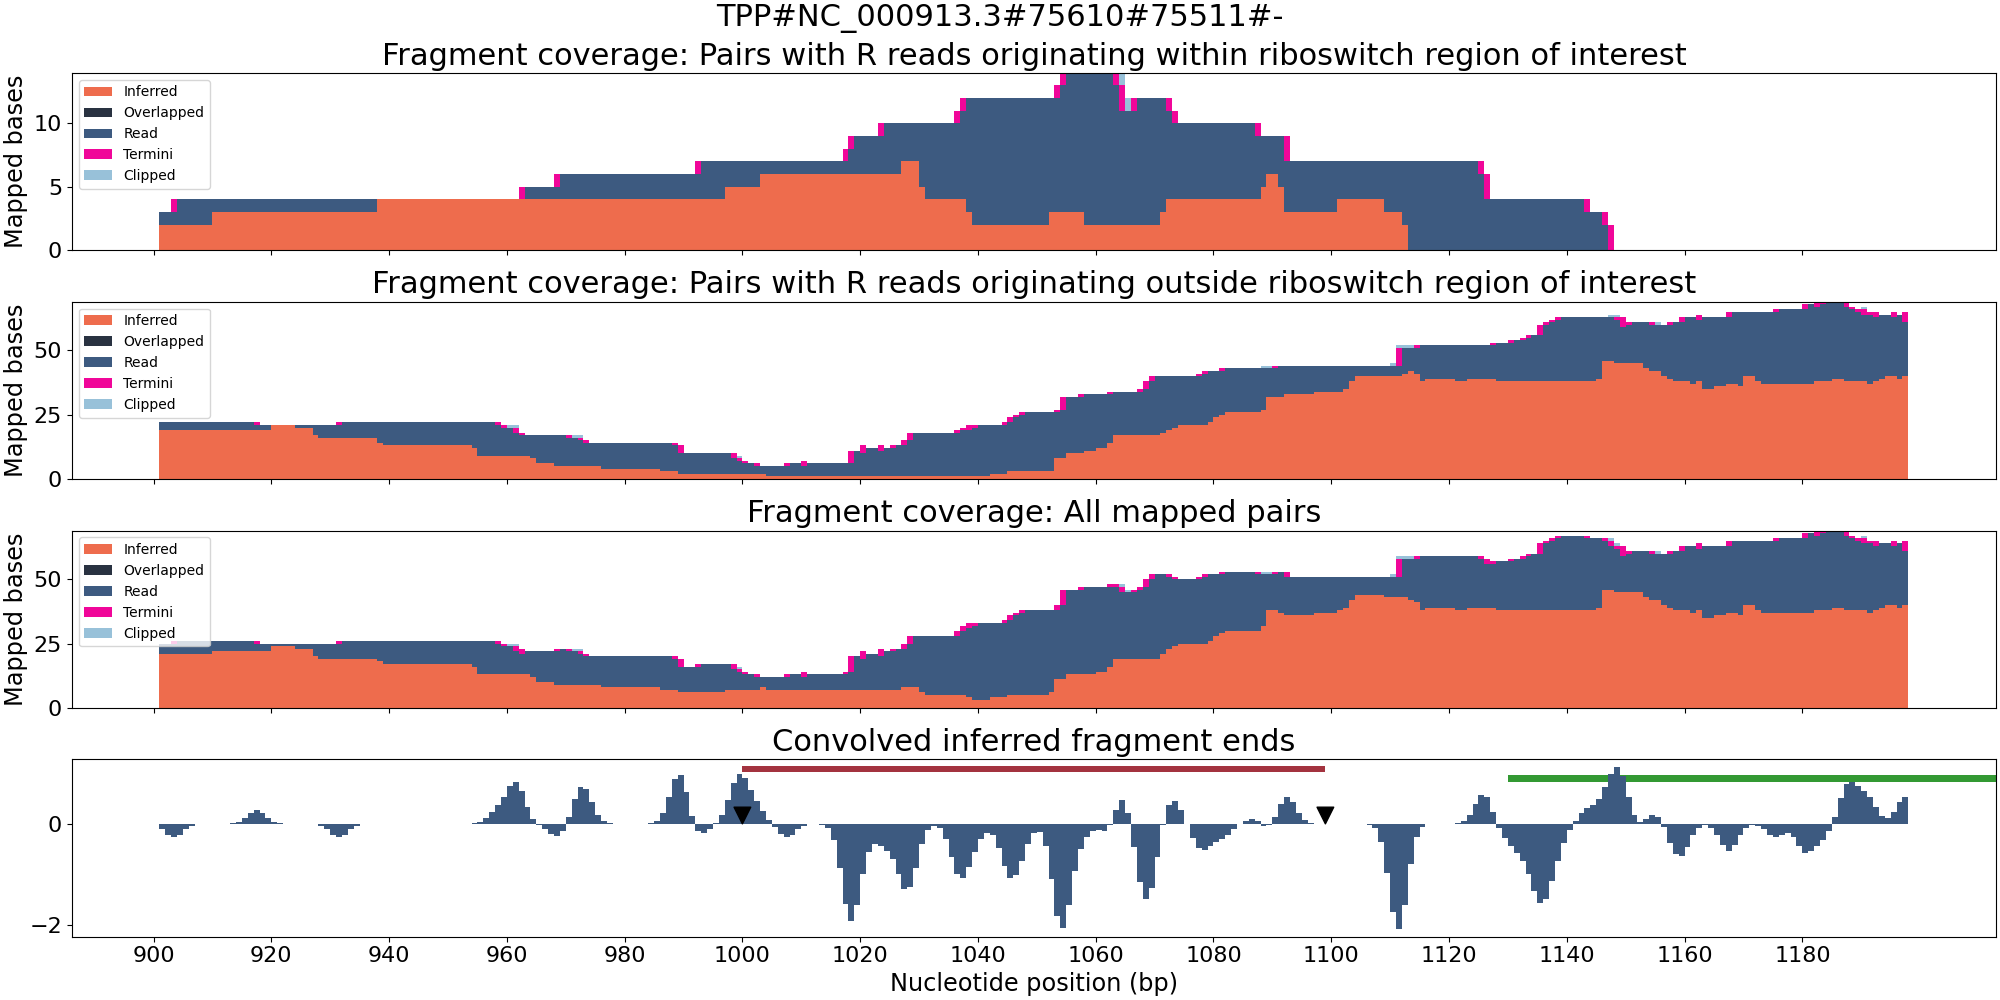 TPP#NC_000913.3#75610#75511#-
Fragment coverage: Pairs with R reads originating within riboswitch region of interest
Mapped bases
10
5
0
Inferred
Overlapped
Read
Termini
Clipped
Fragment coverage: Pairs with R reads originating outside riboswitch region of interest
Mapped bases
50
25
0
Inferred
Overlapped
Read
Termini
Clipped
Fragment coverage: All mapped pairs
Mapped bases
50
25
0
Inferred
Overlapped
Read
Termini
Clipped
Convolved inferred fragment ends
0
−2
900 920 940 960 980 1000 1020 1040 1060 1080 1100 1120 1140 1160 1180
Nucleotide position (bp)